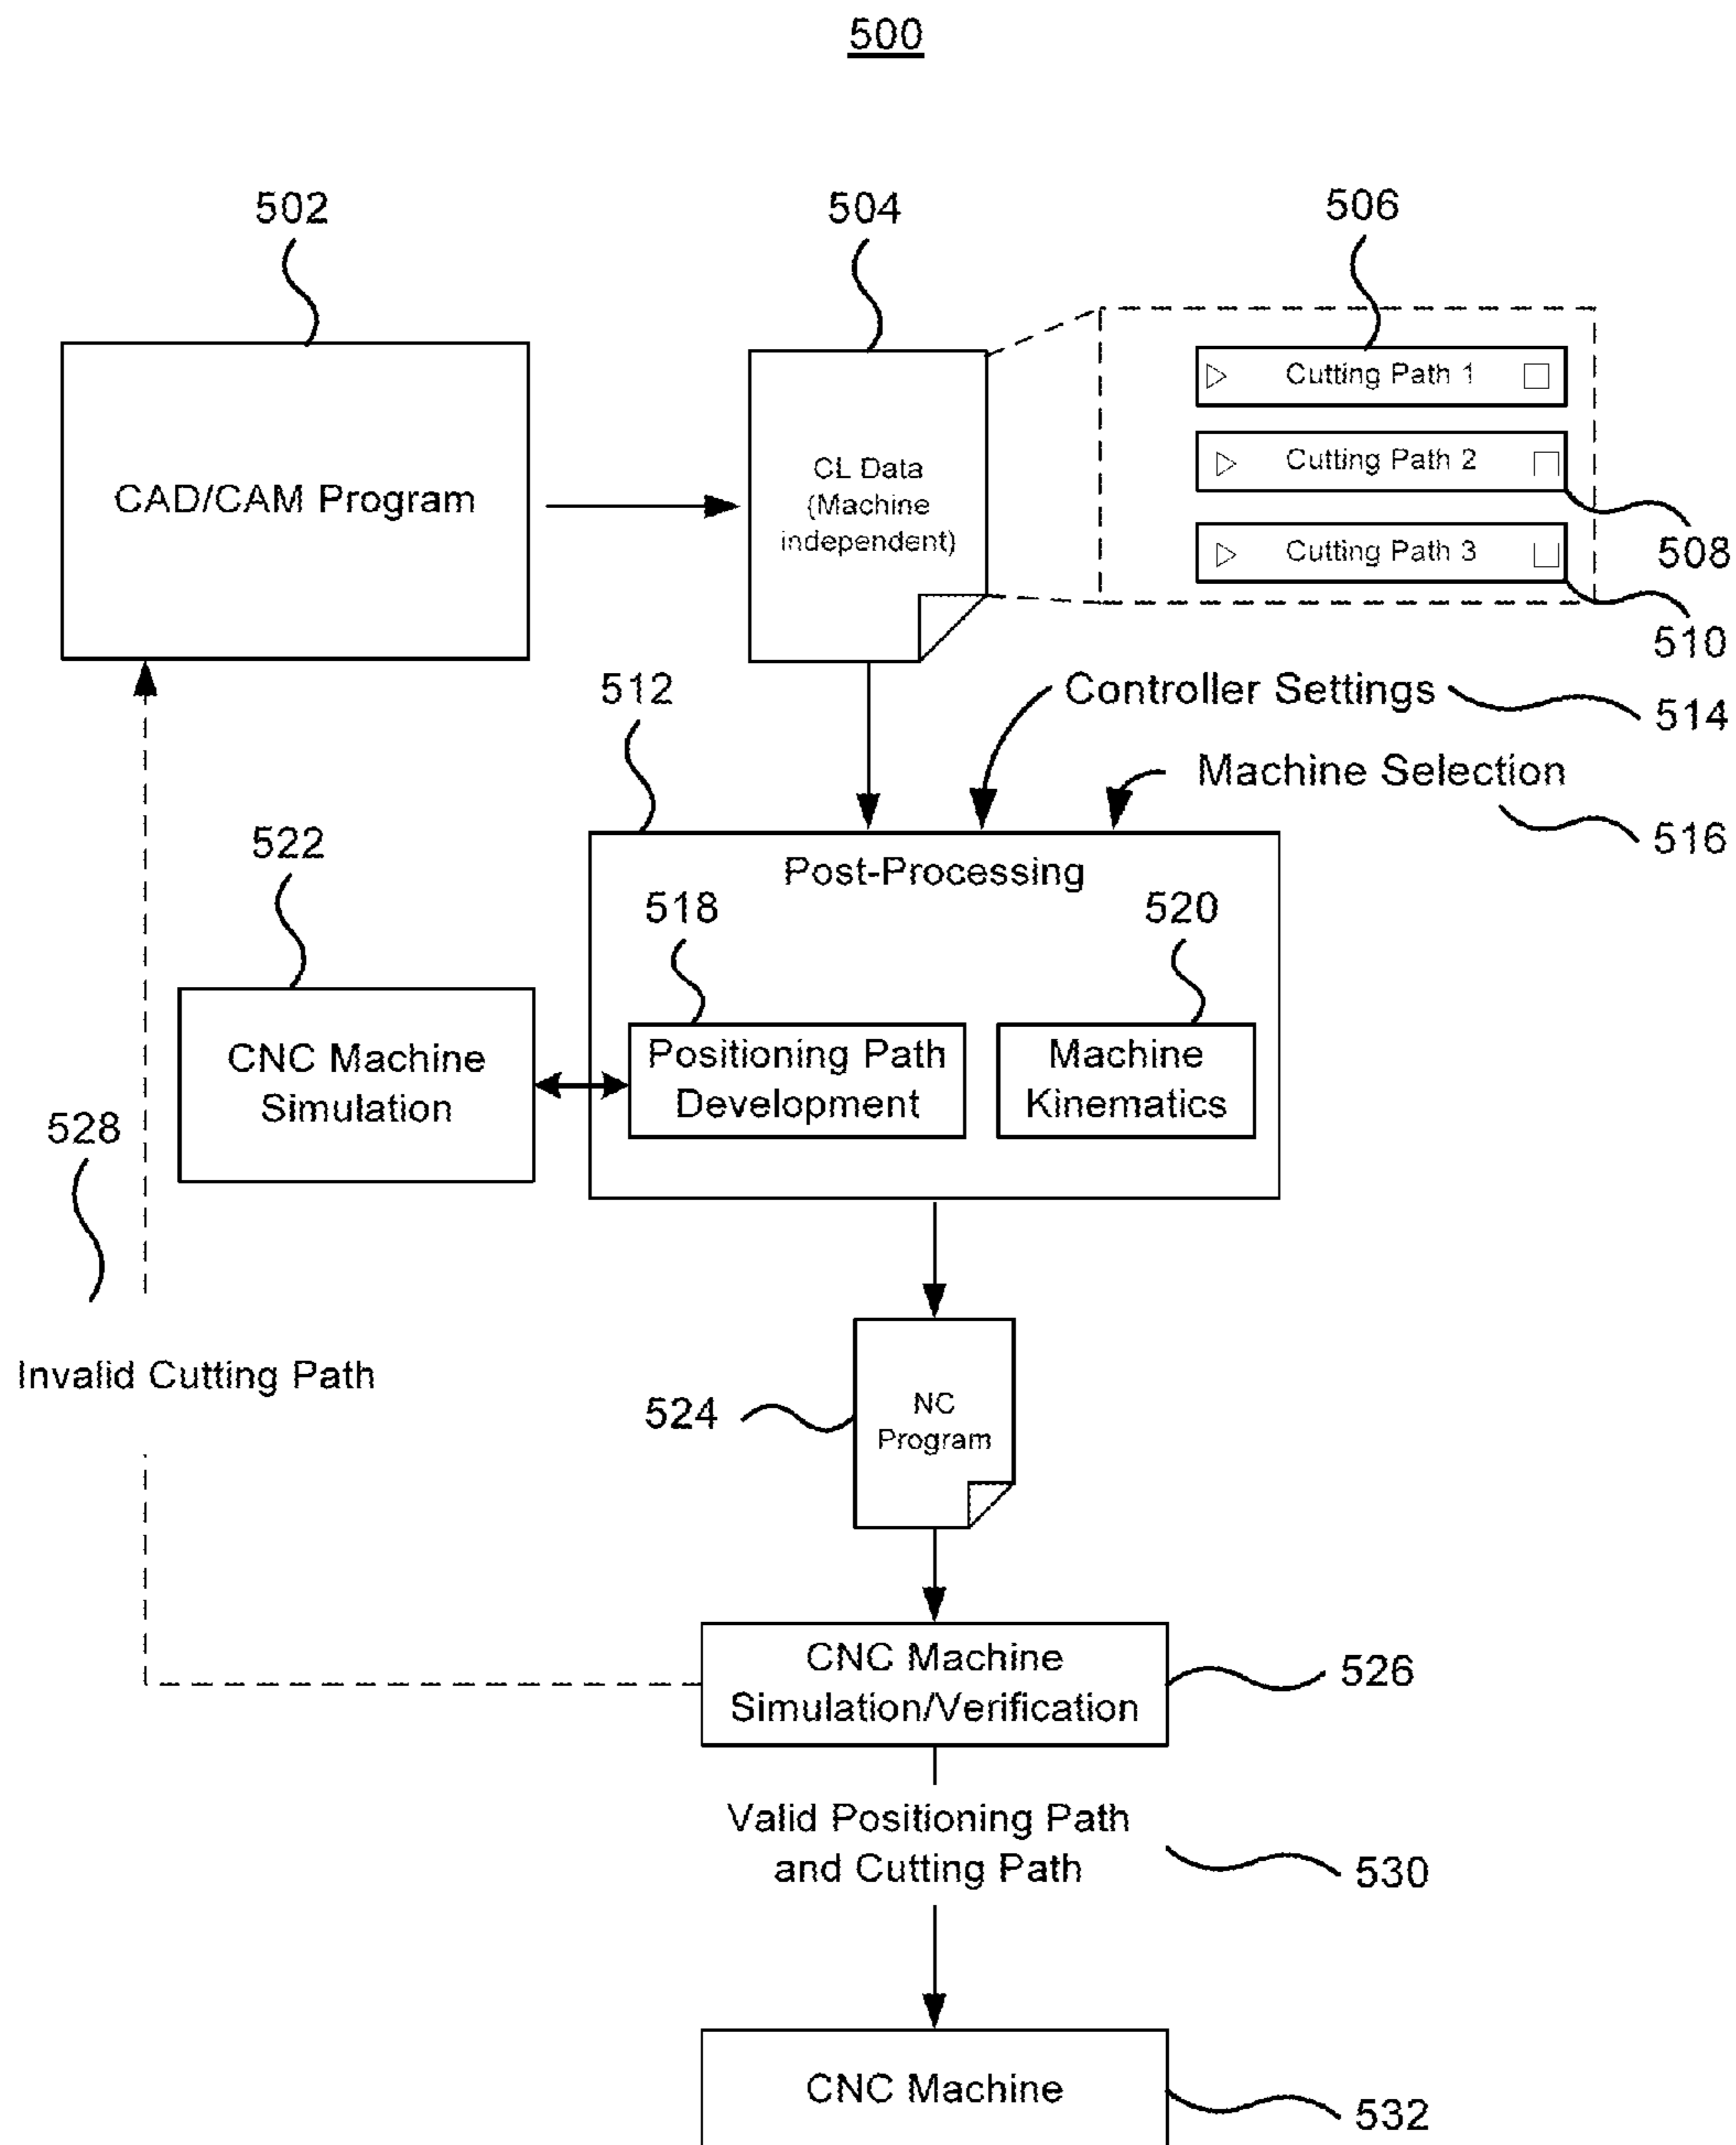 500
502
504
506
CAD/CAM Program
CL Data
(Machine
independent)
Cutting Path 1
Cutting Path 2
Cutting Path 3
508
510
512
Controller Settings
514
Machine Selection
516
522
Post-Processing
518
520
CNC Machine
Simulation
Positioning Path
Development
Machine
Kinematics
528
Invalid Cutting Path
524
NC
Program
CNC Machine
Simulation/Verification
526
Valid Positioning Path
and Cutting Path
530
CNC Machine
532